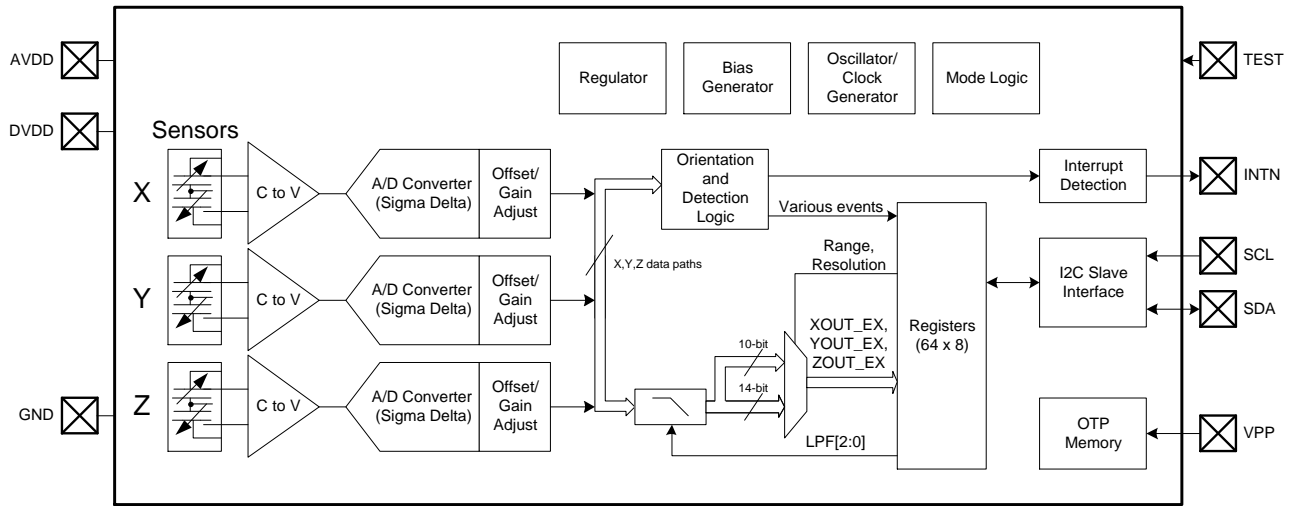 AVDD
DVDD
GND
Regulator
Bias
Generator
Oscillator/
Clock
Generator
Mode Logic
TEST
INTN
SCL
SDA
VPP
Sensors
X
C to V
A/D Converter
(Sigma Delta)
Offset/
Gain
Adjust
Y
C to V
A/D Converter
(Sigma Delta)
Offset/
Gain
Adjust
Z
C to V
A/D Converter
(Sigma Delta)
Offset/
Gain
Adjust
X,Y,Z data paths
Orientation
and
Detection
Logic
Various events
Range,
Resolution
10-bit
14-bit
XOUT_EX,
YOUT_EX,
ZOUT_EX
LPF[2:0]
Registers
(64 x 8)
Interrupt
Detection
I2C Slave
Interface
OTP
Memory